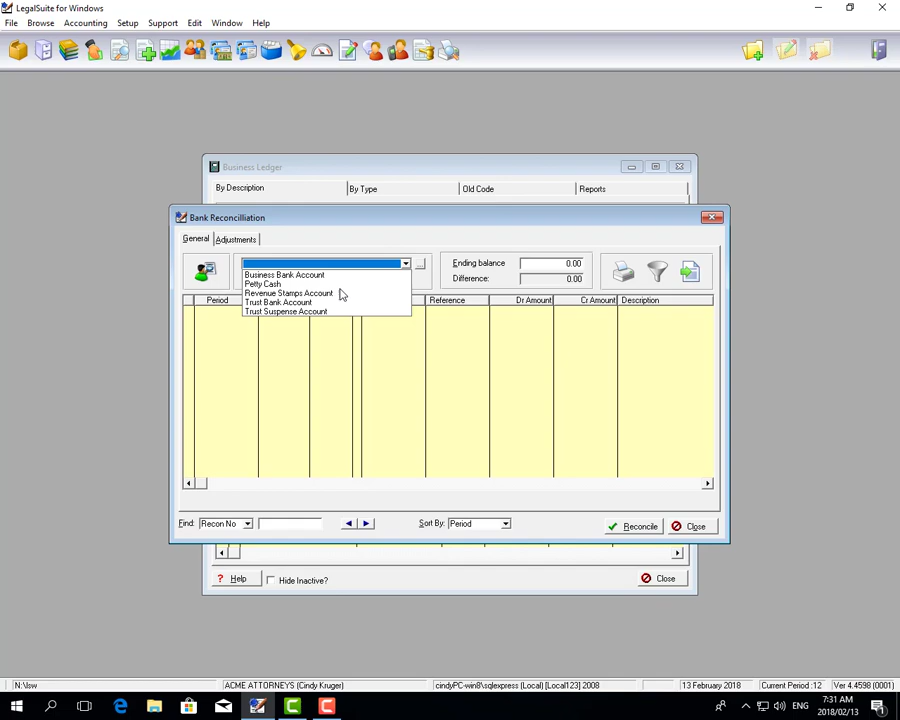 LegalSuite for Windows
File Browse Accounting Setup Support Edit Window Help
Business Ledger
By Description By Type Old Code Reports
Bank Reconcilliation
General Adjustments
...
Ending balance 0.00
Difference: 0.00
Business Bank Account
Petty Cash
Revenue Stamps Account
Trust Bank Account
Trust Suspense Account
Period Reference Dr Amount Cr Amount Description
Find: Recon No Sort By: Period Reconcile Close
? Help Hide Inactive? Close
N:\lsw ACME ATTORNEYS (Cindy Kruger) cindyPC-win8\sqlexpress (Local) [Local123] 2008 13 February 2018 Current Period :12 Ver 4.4598 (0001)
ENG 7:31 AM
2018/02/13 1